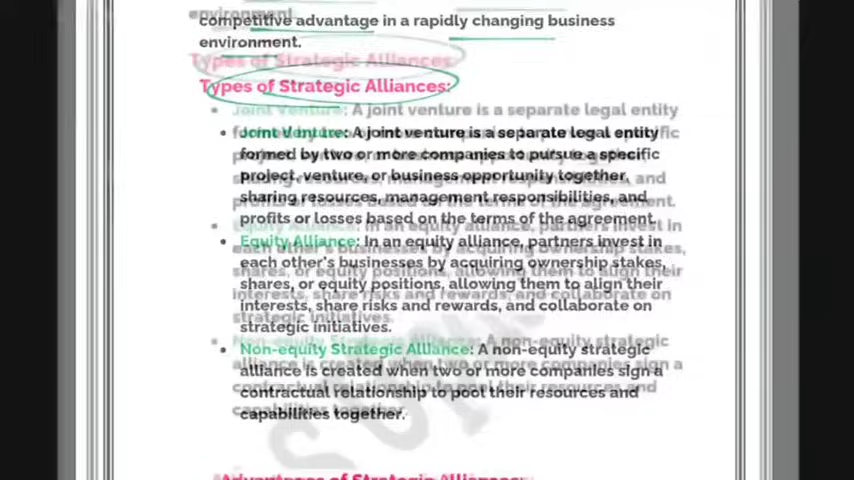 competitive advantage in a rapidly changing business
environment.
Types of Strategic Alliances:
• Joint Venture: A joint venture is a separate legal entity
formed by two or more companies to pursue a specific
project, venture, or business opportunity together,
sharing resources, management responsibilities, and
profits or losses based on the terms of the agreement.
• Equity Alliance: In an equity alliance, partners invest in
each other's businesses by acquiring ownership stakes,
shares, or equity positions, allowing them to align their
interests, share risks and rewards, and collaborate on
strategic initiatives.
• Non-equity Strategic Alliance: A non-equity strategic
alliance is created when two or more companies sign a
contractual relationship to pool their resources and
capabilities together.
Advantages of Strategic Alliances: